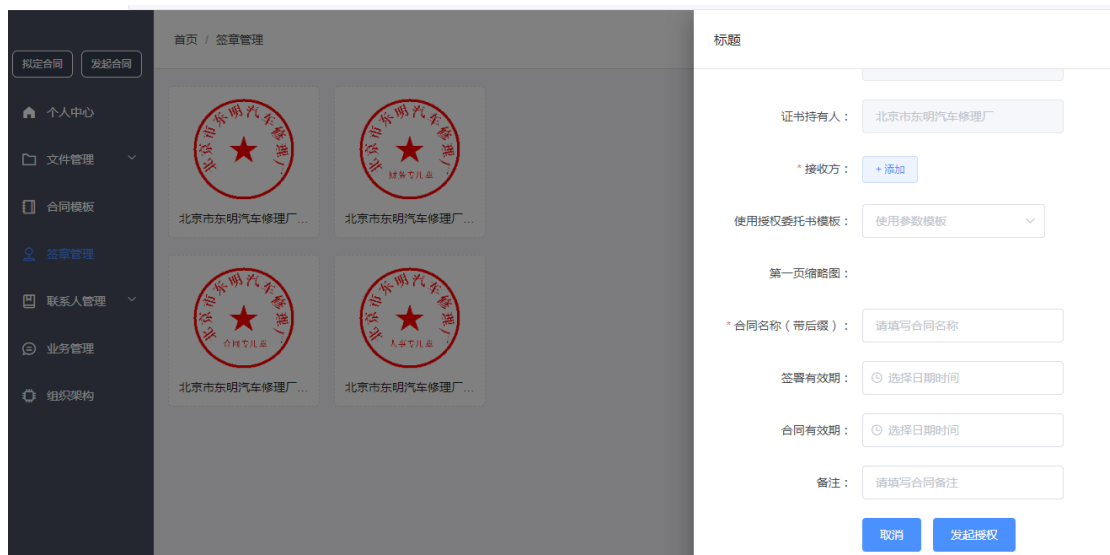 首页 / 签章管理
拟定合同
发起合同
个人中心
文件管理
合同模板
签章管理
联系人管理
业务管理
组织架构
北京市东明汽车修理厂
北京市东明汽车修理厂...
北京市东明汽车修理厂
财务专用章
北京市东明汽车修理厂...
北京市东明汽车修理厂
合同专用章
北京市东明汽车修理厂...
北京市东明汽车修理厂
人事专用章
北京市东明汽车修理厂...
标题
证书持有人： 北京市东明汽车修理厂
* 接收方： + 添加
使用授权委托书模板： 使用参数模板
第一页缩略图：
* 合同名称（带后缀）： 请填写合同名称
签署有效期： 选择日期时间
合同有效期： 选择日期时间
备注： 请填写合同备注
取消
发起授权